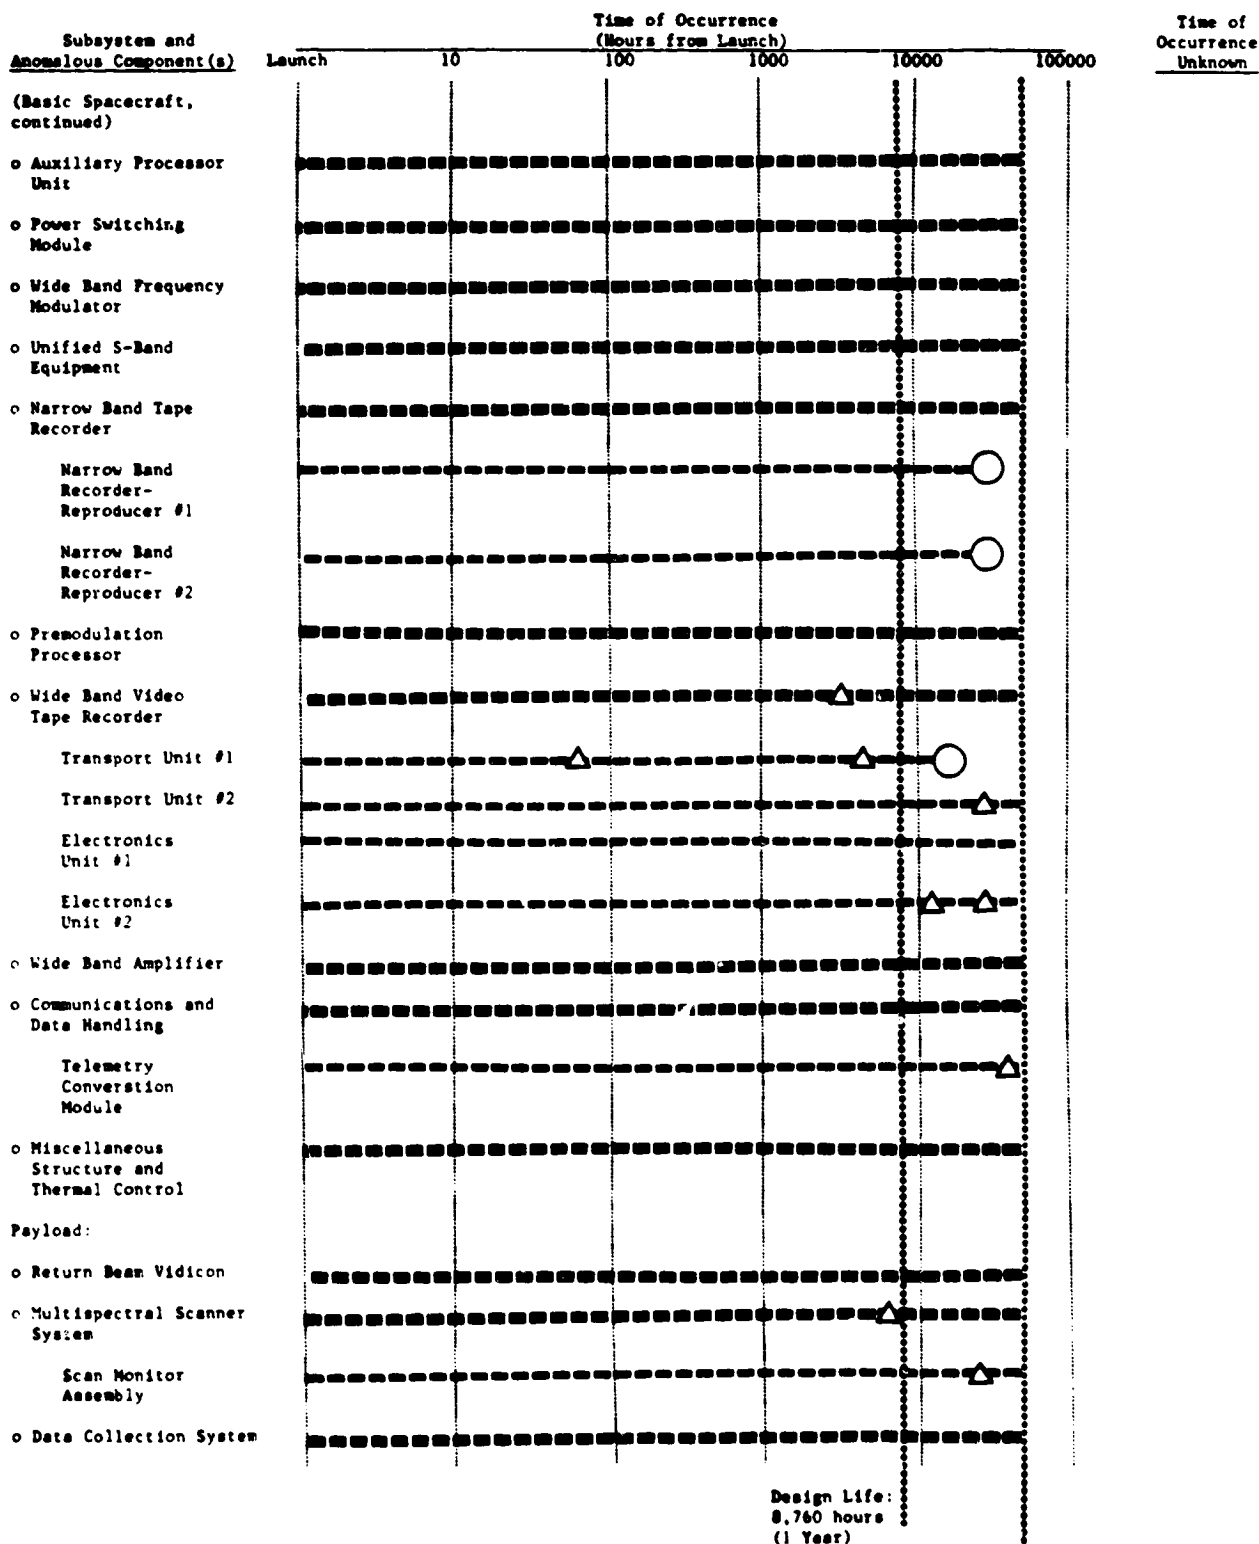 Time of Occurrence
(Hours from Launch)
Time of
Occurrence
Unknown
Subsystem and
Anomalous Component(s)
Launch 10 100 1000 10000 100000
(Basic Spacecraft,
continued)
o Auxiliary Processor
Unit
o Power Switching
Module
o Wide Band Frequency
Modulator
o Unified S-Band
Equipment
o Narrow Band Tape
Recorder
Narrow Band
Recorder-
Reproducer #1
Narrow Band
Recorder-
Reproducer #2
o Premodulation
Processor
o Wide Band Video
Tape Recorder
Transport Unit #1
Transport Unit #2
Electronics
Unit #1
Electronics
Unit #2
o Wide Band Amplifier
o Communications and
Data Handling
Telemetry
Converstion
Module
o Miscellaneous
Structure and
Thermal Control
Payload:
o Return Beam Vidicon
o Multispectral Scanner
System
Scan Monitor
Assembly
o Data Collection System
Design Life:
8,760 hours
(1 Year)